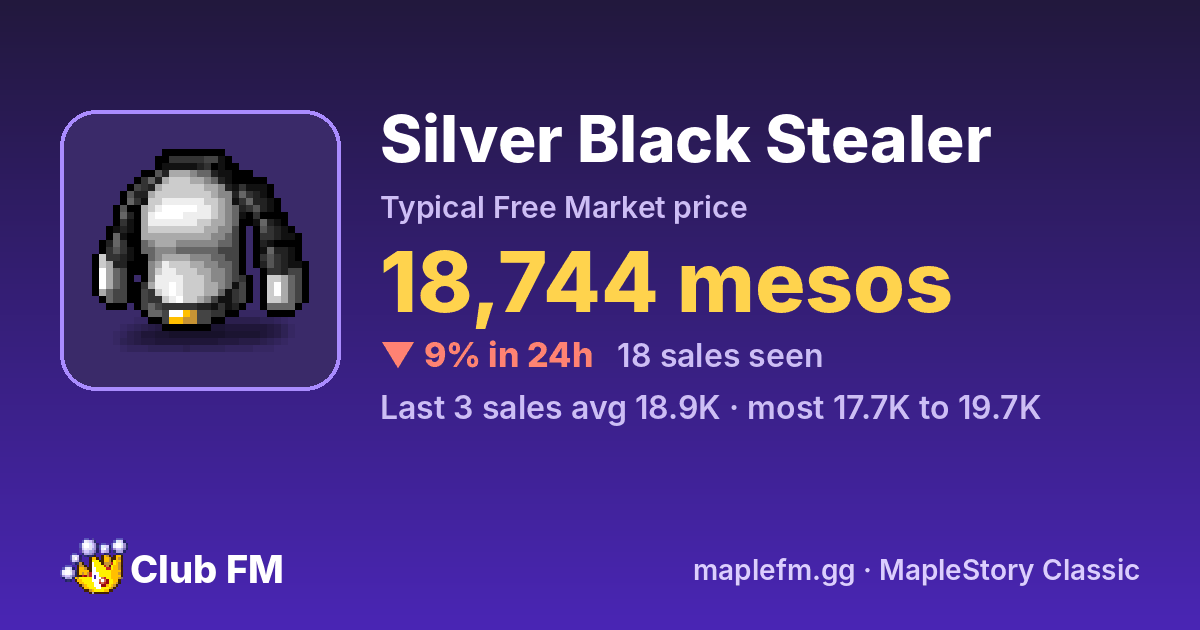 Silver Black Stealer
Typical Free Market price
18,744 mesos
▼ 9% in 24h 18 sales seen
Last 3 sales avg 18.9K · most 17.7K to 19.7K
Club FM
maplefm.gg · MapleStory Classic